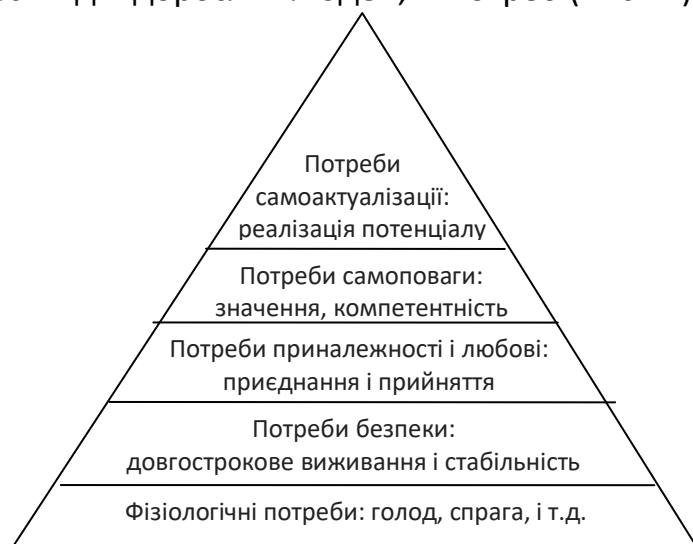 Потреби
самоактуалізації:
реалізація потенціалу
Потреби самоповаги:
значення, компетентність
Потреби приналежності і любові:
приєднання і прийняття
Потреби безпеки:
довгострокове виживання і стабільність
Фізіологічні потреби: голод, спрага, і т.д.